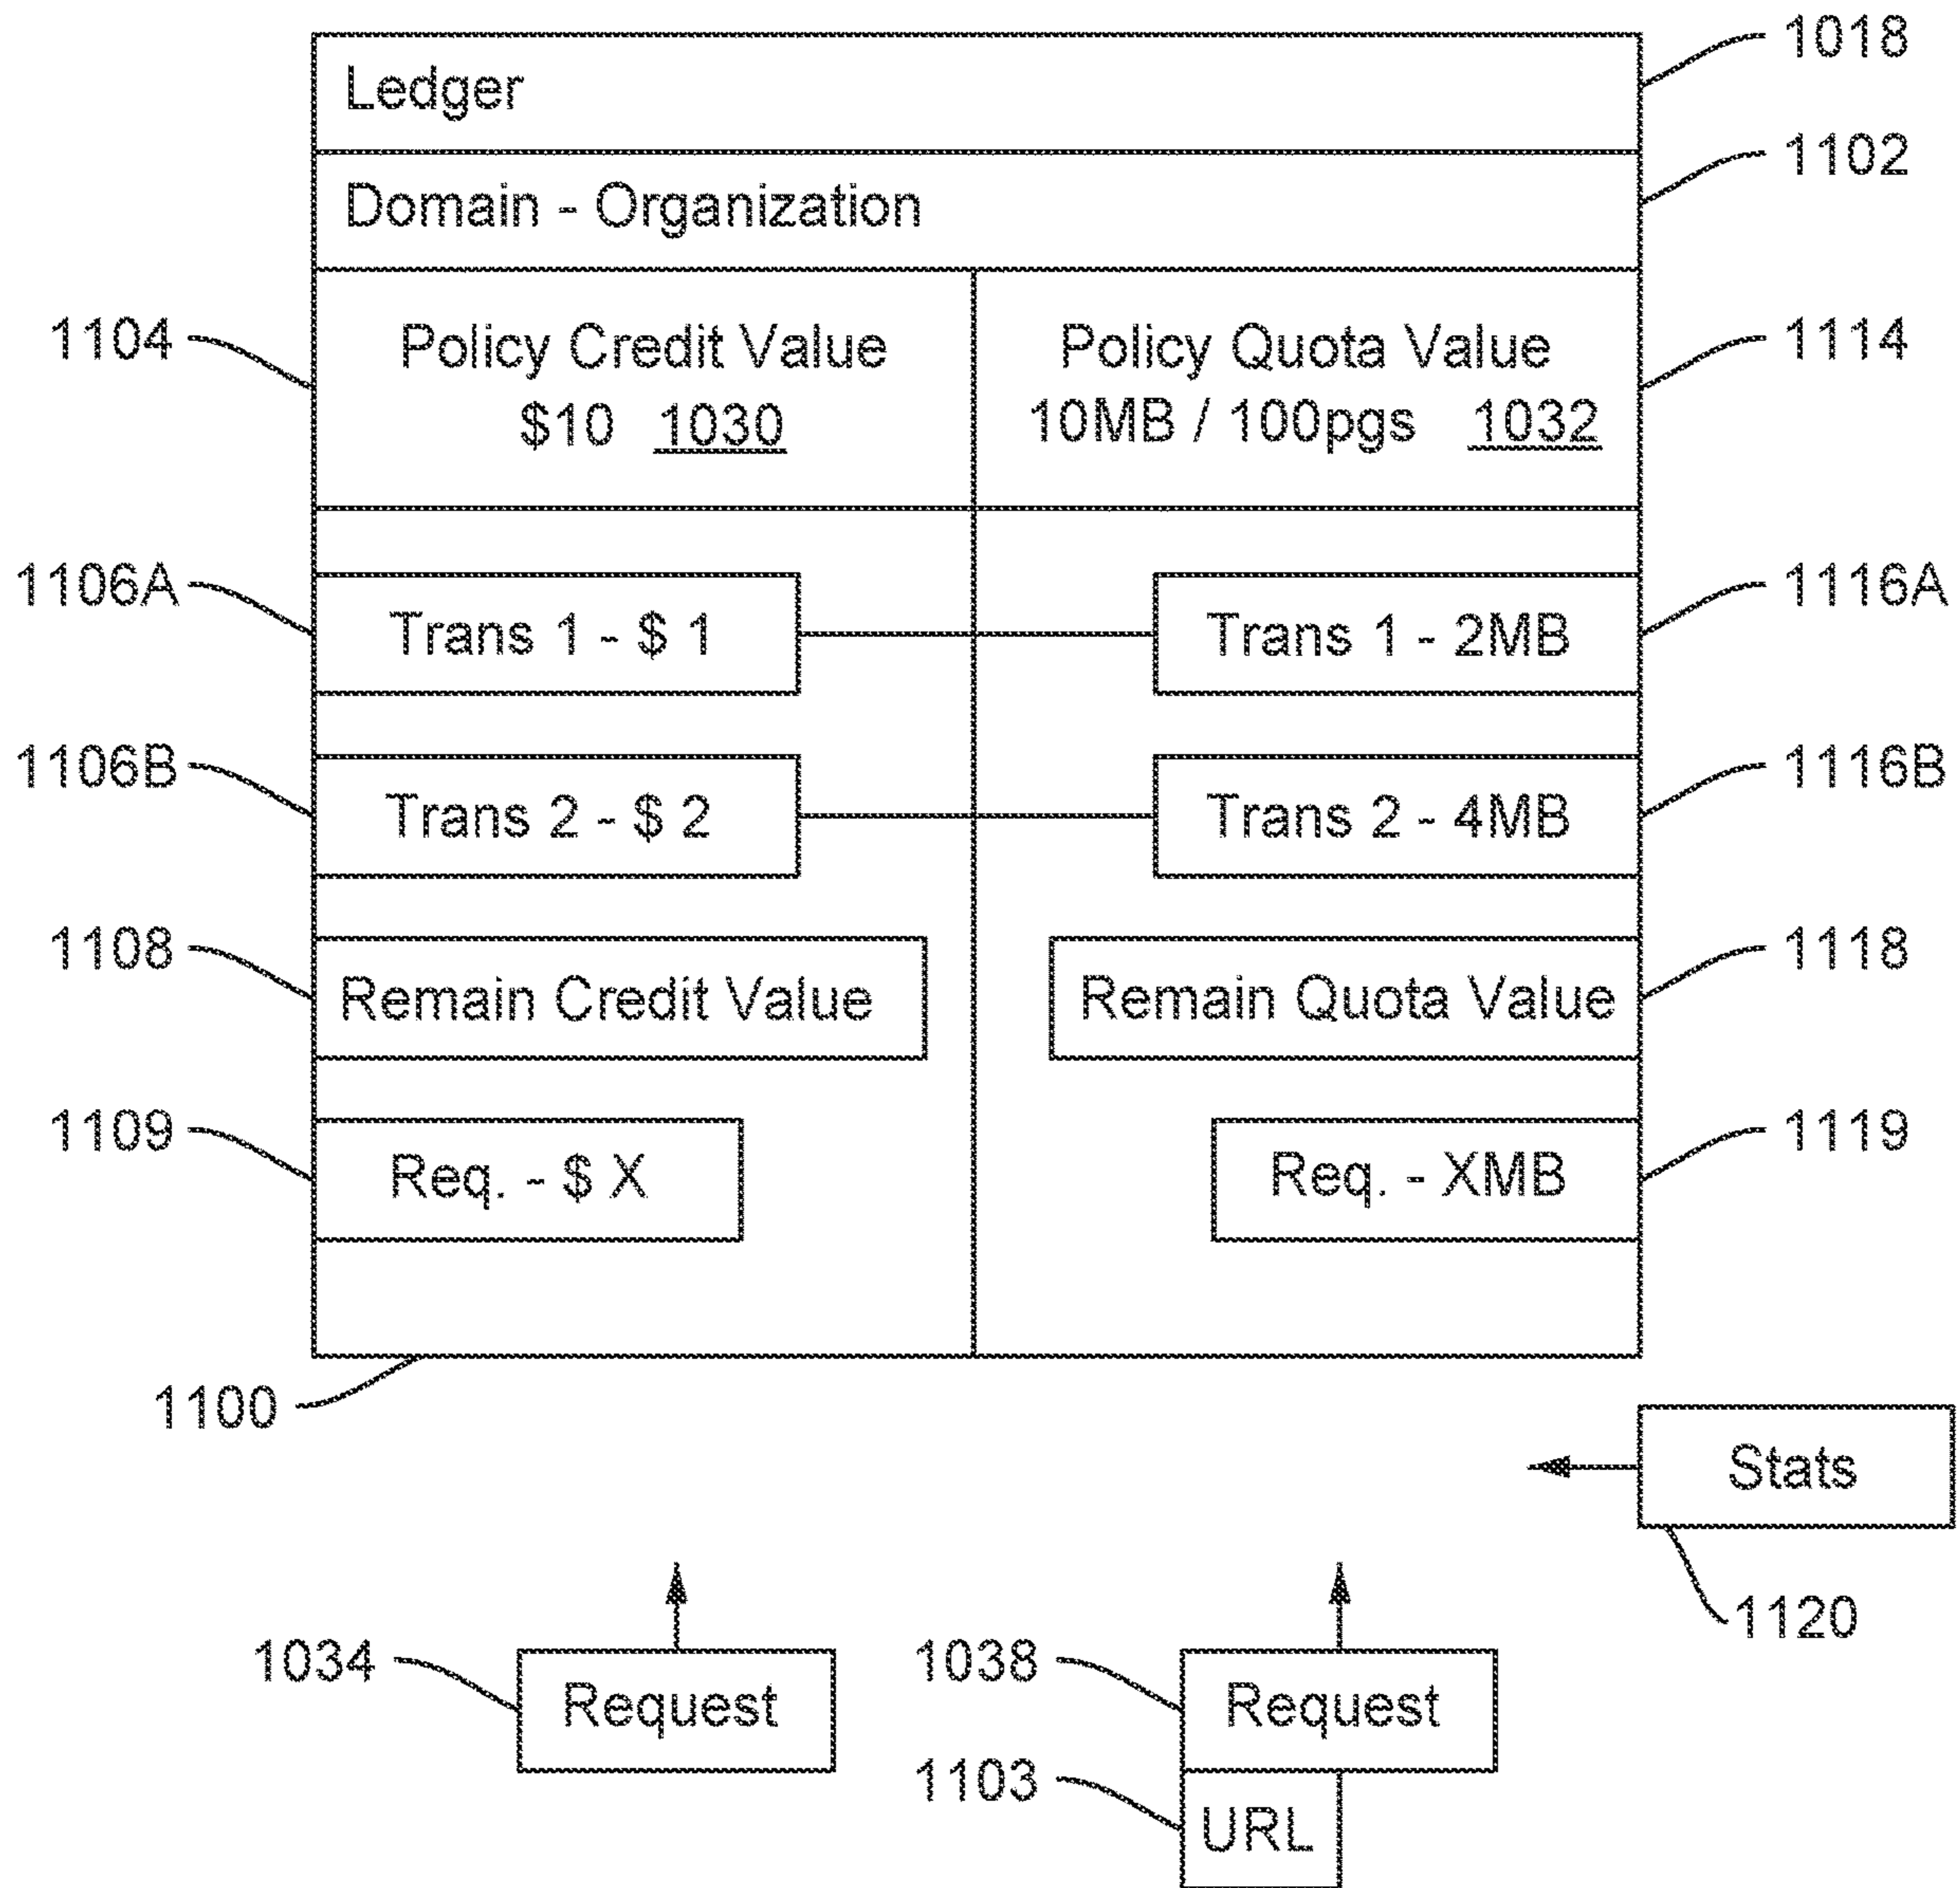 Ledger
1018
Domain - Organization
1102
1104
Policy Credit Value
$10 1030
Policy Quota Value
10MB / 100pgs 1032
1114
1106A
Trans 1 - $ 1
Trans 1 - 2MB
1116A
1106B
Trans 2 - $ 2
Trans 2 - 4MB
1116B
1108
Remain Credit Value
Remain Quota Value
1118
1109
Req. - $ X
Req. - XMB
1119
1100
Stats
1120
1034
Request
1038
Request
1103
URL